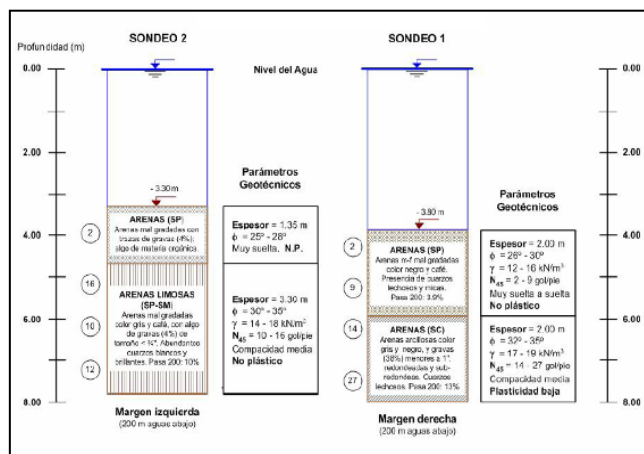 SONDEO 2
SONDEO 1
Profundidad (m)
Nivel del Agua
0.00
2.00
4.00
6.00
8.00
- 3.30 m
ARENAS (SP)
Arenas mal gradadas con
trazas de gravas (4%);
algo de materia orgánica.
2
16
10
12
ARENAS LIMOSAS
(SP-SM)
Arenas mal gradadas
color gris y café, con algo
de gravas (4%) de
tamaño < ¾". Abundantes
cuarzos blancos y
brillantes. Pasa 200: 10%
Margen izquierda
(200 m aguas abajo)
Parámetros
Geotécnicos
Espesor = 1.35 m
ϕ = 25º - 28º
Muy suelta. N.P.
Espesor = 3.30 m
ϕ = 30º - 35º
γ = 14 - 18 kN/m³
N₄₅ = 10 - 16 gol/pie
Compacidad media
No plástico
- 3.80 m
2
9
14
27
ARENAS (SP)
Arenas m-f mal gradadas
color negro y café.
Presencia de cuarzos
lechosos y micas.
Pasa 200: 3.9%
ARENAS (SC)
Arenas arcillosas color
gris y negro, y gravas
(38%) menores a 1",
redondeadas y sub-
redondeos. Cuarzos
lechosos. Pasa 200: 13%
Margen derecha
(200 m aguas abajo)
Parámetros
Geotécnicos
Espesor = 2.00 m
ϕ = 26º - 30º
γ = 12 - 16 kN/m³
N₄₅ = 2 - 9 gol/pie
Muy suelta a suelta
No plástico
Espesor = 2.00 m
ϕ = 32º - 35º
γ = 17 - 19 kN/m³
N₄₅ = 14 - 27 gol/pie
Compacidad media
Plasticidad baja
0.00
2.00
4.00
6.00
8.00